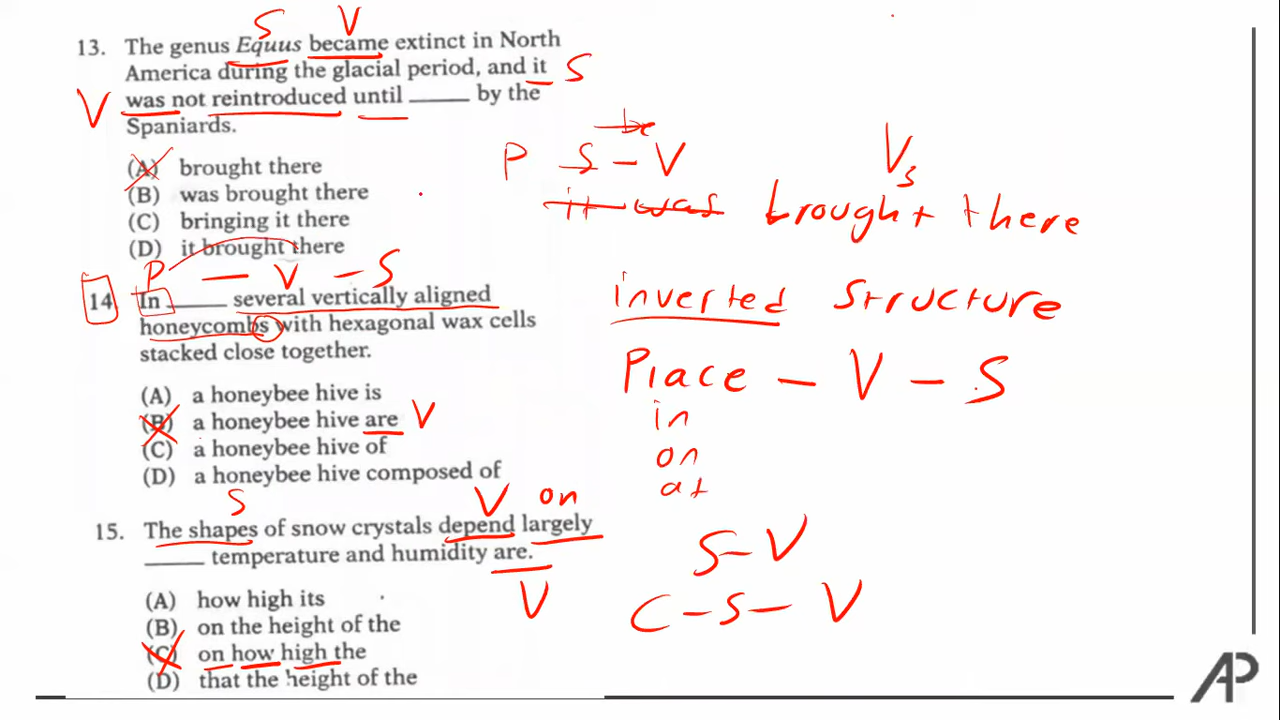 S V
13. The genus Equus became extinct in North
America during the glacial period, and it S
V was not reintroduced until _____ by the
Spaniards.
(A) brought there
(B) was brought there
(C) bringing it there
(D) it brought there
be
P S – V
Vs
it was brought there
P – V – S
14. In _____ several vertically aligned
honeycombs with hexagonal wax cells
stacked close together.
(A) a honeybee hive is
(B) a honeybee hive are V
(C) a honeybee hive of
(D) a honeybee hive composed of
inverted structure
Place – V – S
in
on
at
S V on
15. The shapes of snow crystals depend largely
_____ temperature and humidity are.
V
(A) how high its
(B) on the height of the
(C) on how high the
(D) that the height of the
S – V
C – S – V
AP